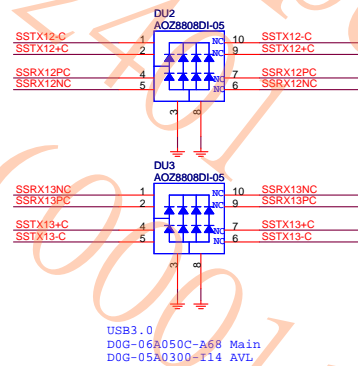 DU2
AOZ8808DI-05
SSTX12-C 1 NC 10 SSTX12-C
SSTX12+C 2 NC 9 SSTX12+C
SSRX12PC 4 NC 7 SSRX12PC
SSRX12NC 5 NC 6 SSRX12NC
3 8
DU3
AOZ8808DI-05
SSRX13NC 1 NC 10 SSRX13NC
SSRX13PC 2 NC 9 SSRX13PC
SSTX13+C 4 NC 7 SSTX13+C
SSTX13-C 5 NC 6 SSTX13-C
3 8
USB3.0
D0G-06A050C-A68 Main
D0G-05A0300-I14 AVL